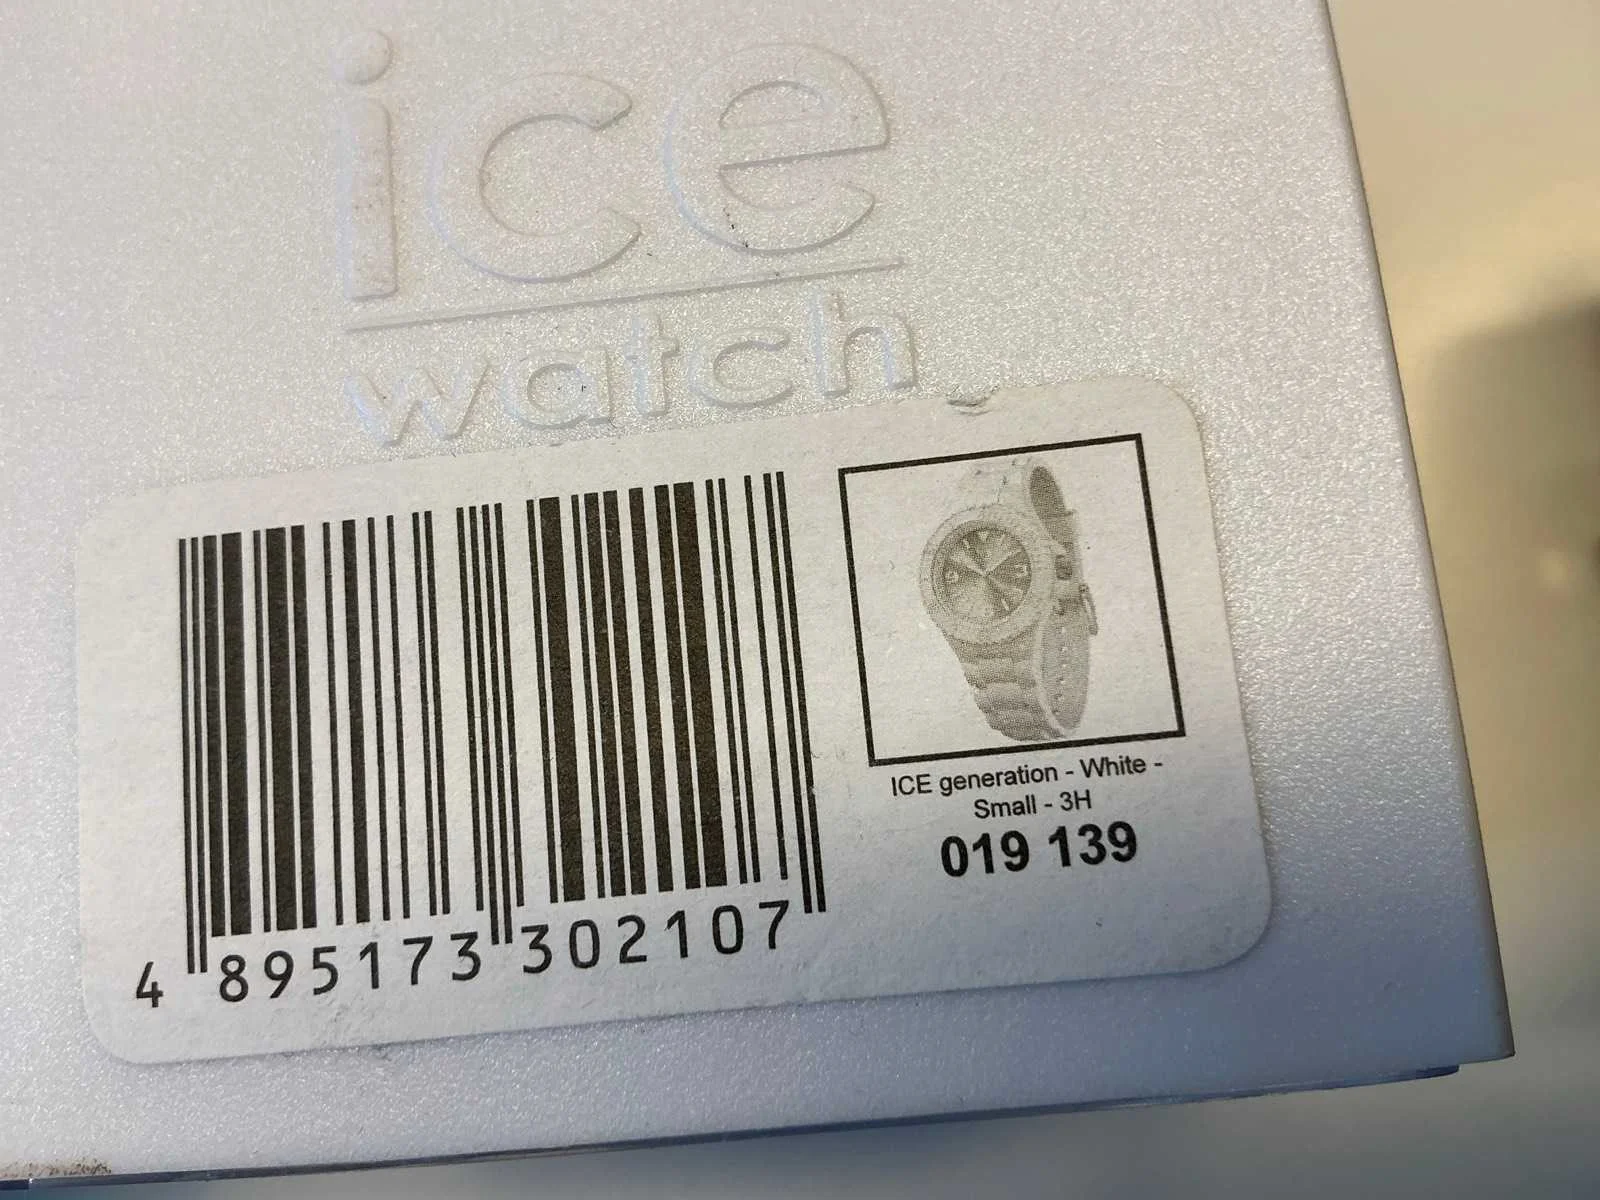 ice
watch
ICE generation - White -
Small - 3H
019 139
4 895173 302107